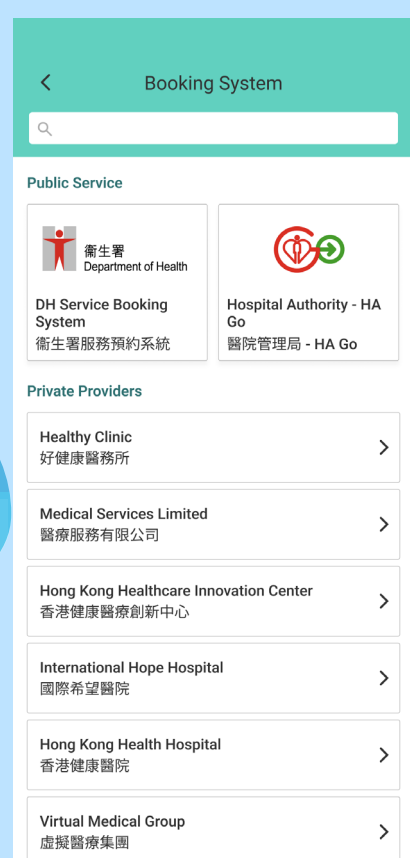 Booking System
Public Service
衞生署
Department of Health
DH Service Booking
System
衞生署服務預約系統
Hospital Authority - HA
Go
醫院管理局 - HA Go
Private Providers
Healthy Clinic
好健康醫務所
Medical Services Limited
醫療服務有限公司
Hong Kong Healthcare Innovation Center
香港健康醫療創新中心
International Hope Hospital
國際希望醫院
Hong Kong Health Hospital
香港健康醫院
Virtual Medical Group
虛擬醫療集團